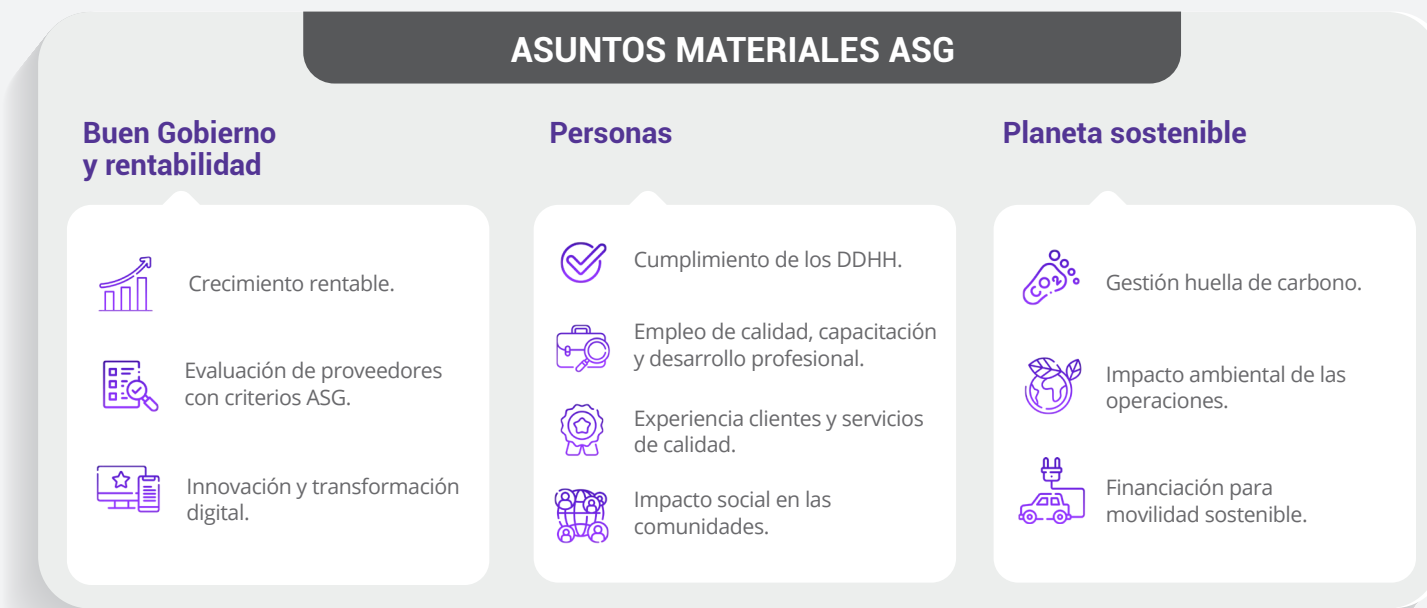 ASUNTOS MATERIALES ASG
Buen Gobierno
y rentabilidad
Crecimiento rentable.
Evaluación de proveedores
con criterios ASG.
Innovación y transformación
digital.
Personas
Cumplimiento de los DDHH.
Empleo de calidad, capacitación
y desarrollo profesional.
Experiencia clientes y servicios
de calidad.
Impacto social en las
comunidades.
Planeta sostenible
CO2
Gestión huella de carbono.
Impacto ambiental de las
operaciones.
Financiación para
movilidad sostenible.